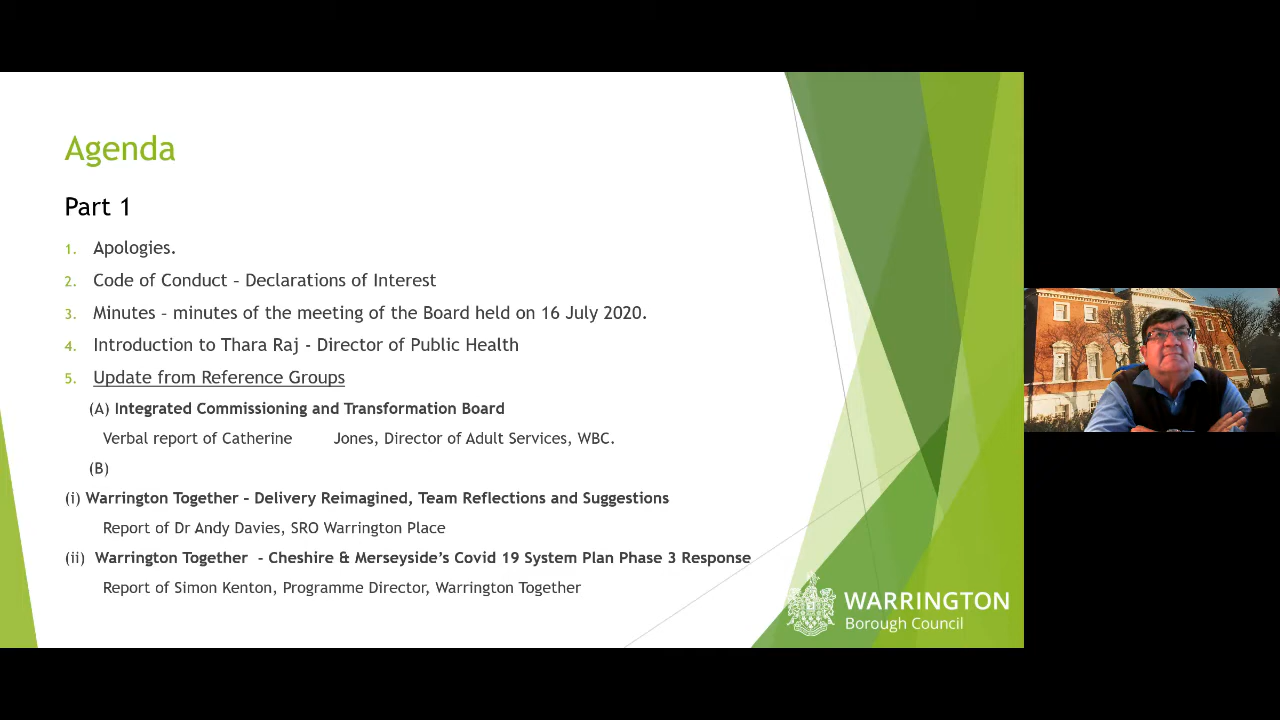 Agenda
Part 1
1. Apologies.
2. Code of Conduct – Declarations of Interest
3. Minutes – minutes of the meeting of the Board held on 16 July 2020.
4. Introduction to Thara Raj - Director of Public Health
5. Update from Reference Groups
(A) Integrated Commissioning and Transformation Board
Verbal report of Catherine Jones, Director of Adult Services, WBC.
(B)
(i) Warrington Together – Delivery Reimagined, Team Reflections and Suggestions
Report of Dr Andy Davies, SRO Warrington Place
(ii) Warrington Together – Cheshire & Merseyside’s Covid 19 System Plan Phase 3 Response
Report of Simon Kenton, Programme Director, Warrington Together
WARRINGTON
Borough Council